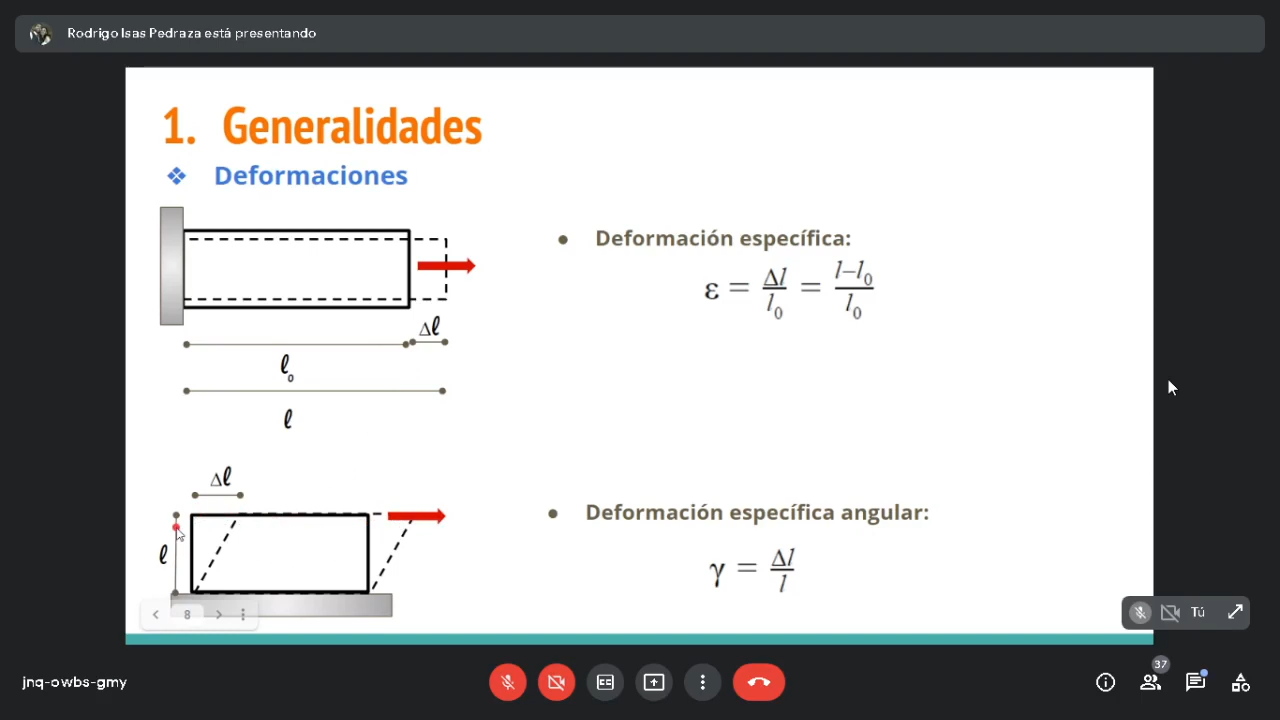 Rodrigo Isas Pedraza está presentando
1. Generalidades
❖ Deformaciones
● Deformación específica:
ε = Δl/l₀ = l–l₀/l₀
Δℓ
ℓ₀
ℓ
Δℓ
ℓ
● Deformación específica angular:
γ = Δl/l
8
Tú
jnq-owbs-gmy
37